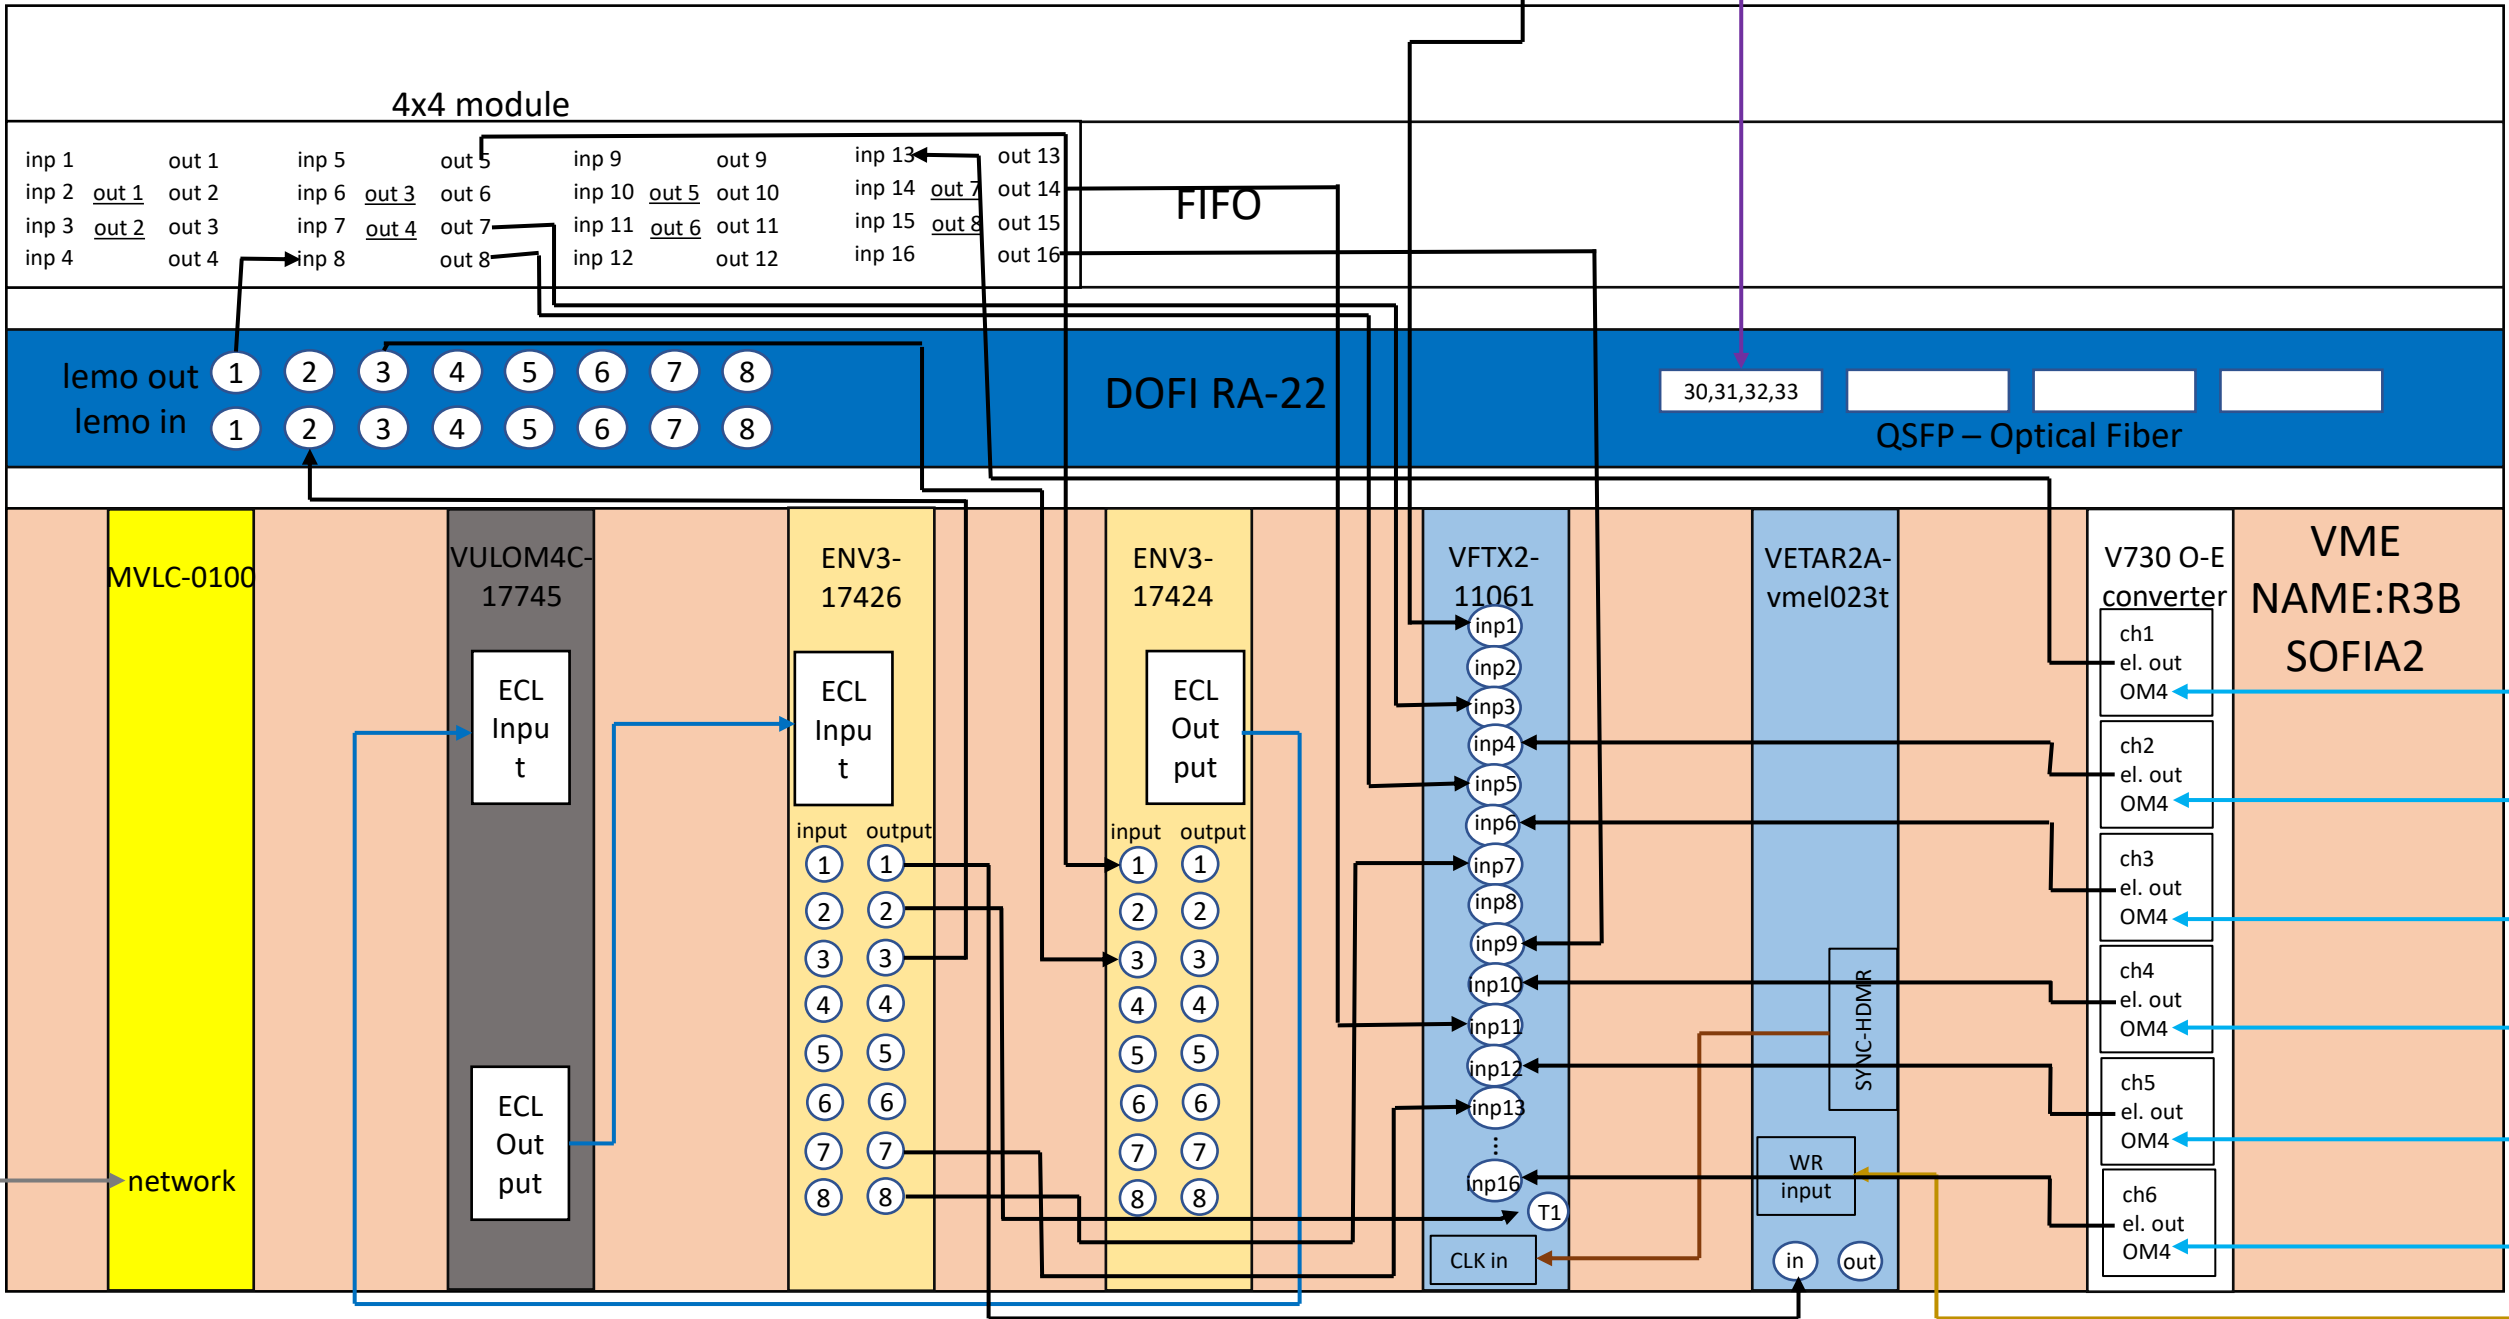 4x4 module
inp 1 out 1 inp 5 out 5 inp 9 out 9 inp 13 out 13
inp 2 out 1 out 2 inp 6 out 3 out 6 inp 10 out 5 out 10 inp 14 out 7 out 14
inp 3 out 2 out 3 inp 7 out 4 out 7 inp 11 out 6 out 11 inp 15 out 8 out 15
inp 4 out 4 inp 8 out 8 inp 12 out 12 inp 16 out 16
FIFO
lemo out 1 2 3 4 5 6 7 8
lemo in 1 2 3 4 5 6 7 8
DOFI RA-22
30,31,32,33
QSFP – Optical Fiber
MVLC-0100
network
VULOM4C-
17745
ECL
Inpu
t
ECL
Out
put
ENV3-
17426
ECL
Inpu
t
input output
1 1
2 2
3 3
4 4
5 5
6 6
7 7
8 8
ENV3-
17424
ECL
Out
put
input output
1 1
2 2
3 3
4 4
5 5
6 6
7 7
8 8
VFTX2-
11061
inp1
inp2
inp3
inp4
inp5
inp6
inp7
inp8
inp9
inp10
inp11
inp12
inp13
...
inp16
T1
CLK in
VETAR2A-
vmel023t
SYNC-HDMIR
WR
input
in out
V730 O-E
converter
ch1
el. out
OM4
ch2
el. out
OM4
ch3
el. out
OM4
ch4
el. out
OM4
ch5
el. out
OM4
ch6
el. out
OM4
VME
NAME:R3B
SOFIA2